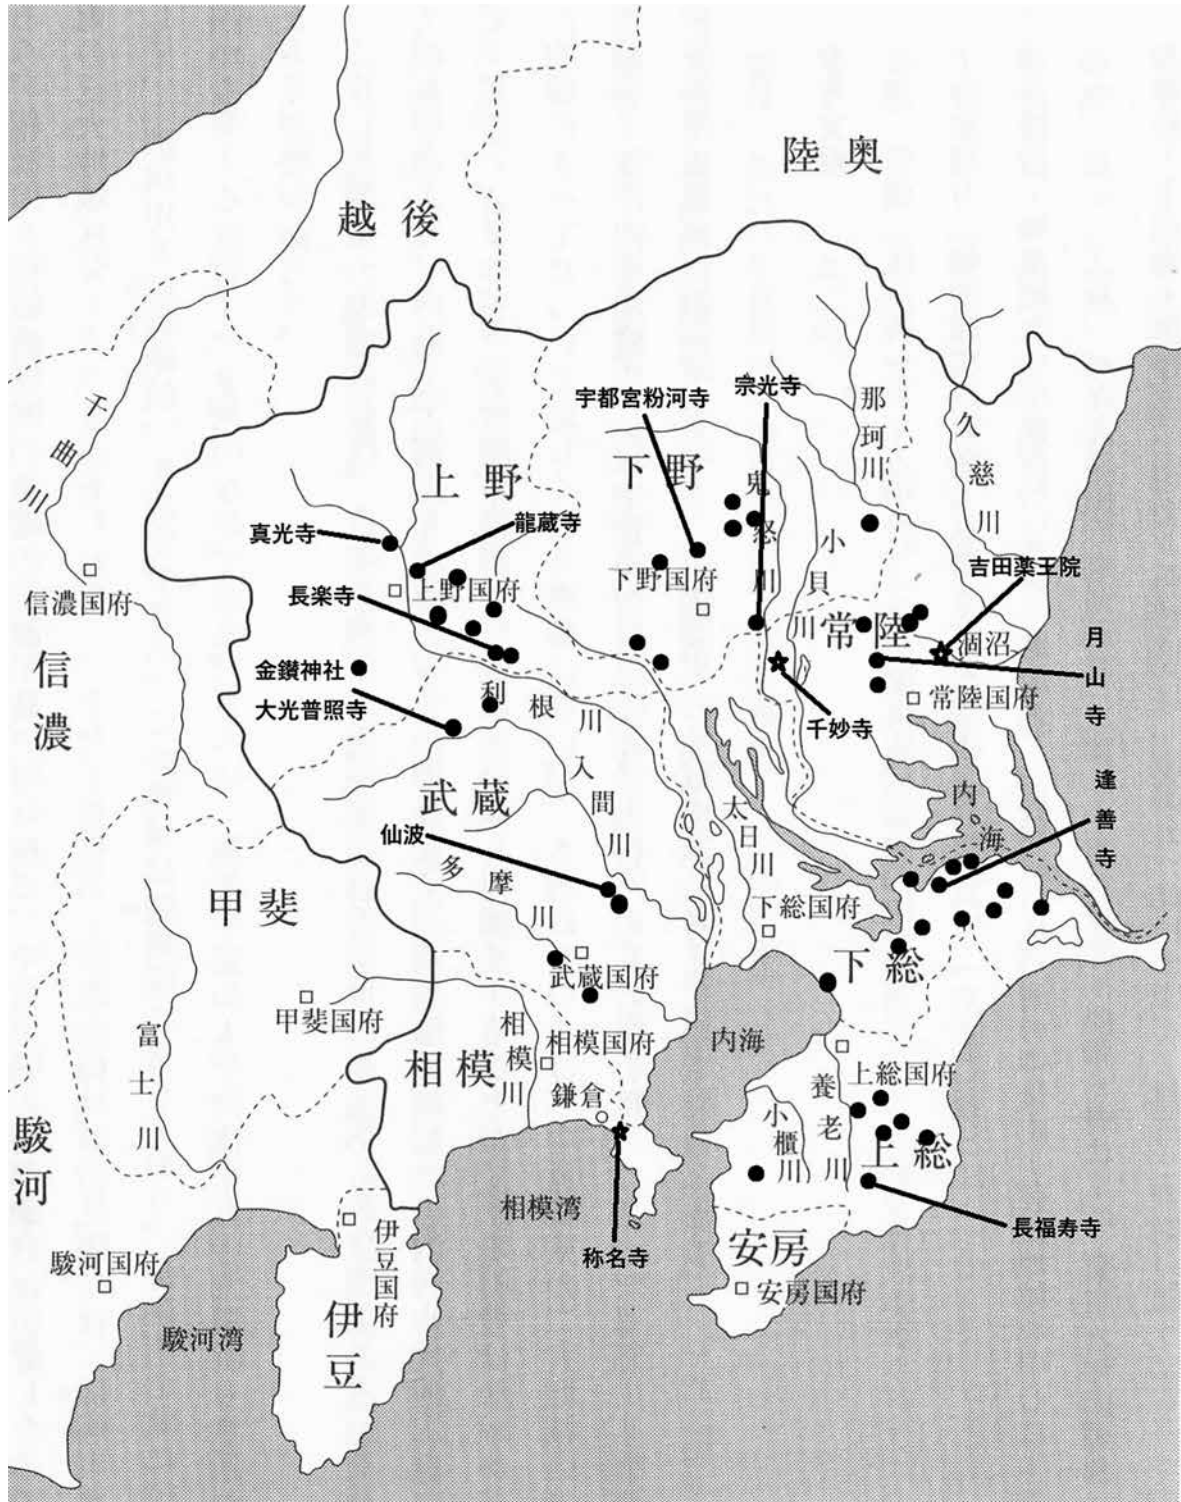 陸奥
越後
千曲川
那珂川
久慈川
宗光寺
宇都宮粉河寺
上野
下野
鬼怒川
小貝川
真光寺
龍蔵寺
上野国府
下野国府
吉田薬王院
信濃国府
長楽寺
常陸
涸沼
月山寺
信濃
金鑚神社
大光普照寺
利根川
常陸国府
千妙寺
武蔵
入間川
太日川
内海
逢善寺
仙波
多摩川
甲斐
下総国府
下総
武蔵国府
甲斐国府
富士川
相模川
相模国府
内海
相模
鎌倉
上総国府
養老川
小櫃川
上総
駿河
相模湾
称名寺
長福寿寺
安房
安房国府
駿河国府
伊豆国府
伊豆
駿河湾